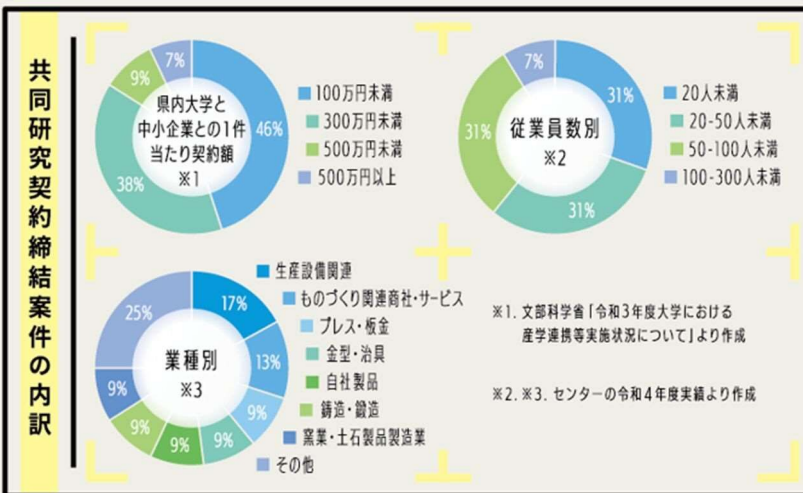 共同研究契約締結案件の内訳
7%
9%
46%
38%
県内大学と
中小企業との1件
当たり契約額
※1
100万円未満
300万円未満
500万円未満
500万円以上
7%
31%
31%
31%
従業員数別
※2
20人未満
20-50人未満
50-100人未満
100-300人未満
25%
17%
13%
9%
9%
9%
9%
9%
業種別
※3
生産設備関連
ものづくり関連商社・サービス
プレス・板金
金型・治具
自社製品
鋳造・鍛造
窯業・土石製品製造業
その他
※1. 文部科学省「令和3年度大学における
産学連携等実施状況について」より作成
※2. ※3. センターの令和4年度実績より作成